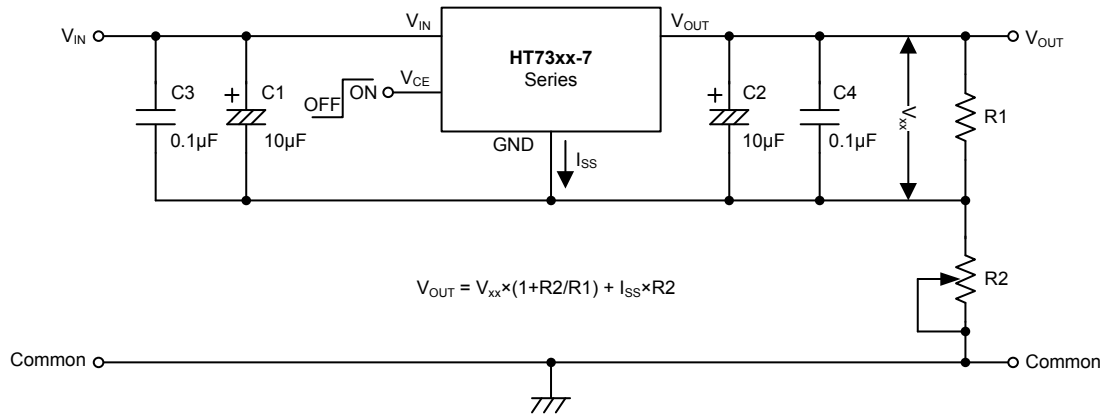 V_IN
V_IN
HT73xx-7
Series
V_OUT
V_OUT
C3
0.1μF
+
C1
10μF
OFF
ON
V_CE
GND
I_SS
+
C2
10μF
C4
0.1μF
V_xx
R1
R2
V_OUT = V_xx×(1+R2/R1) + I_SS×R2
Common
Common